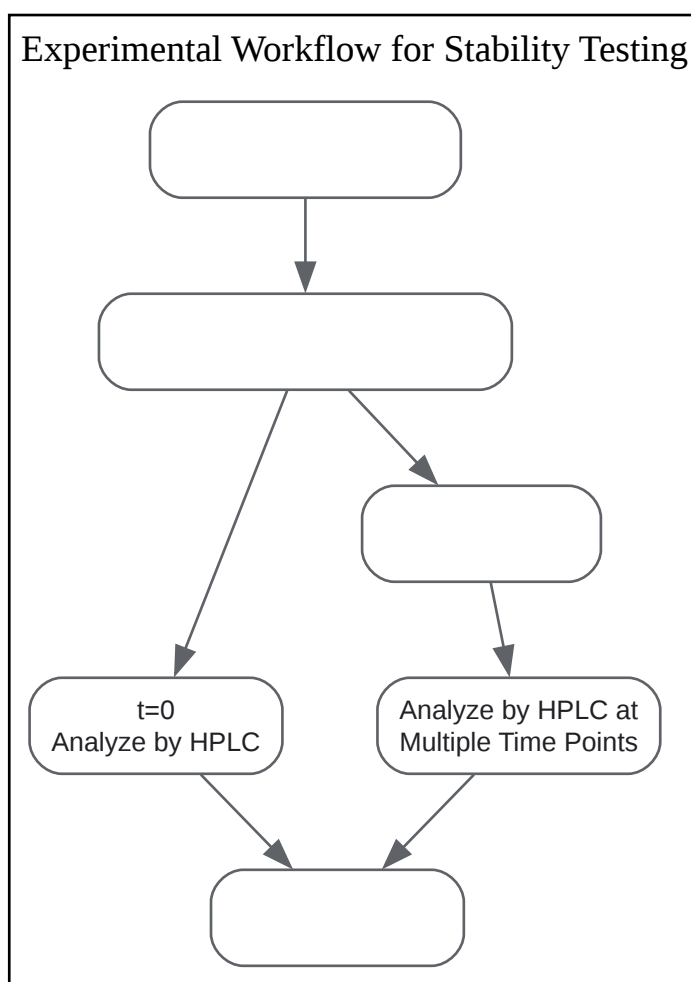 Experimental Workflow for Stability Testing
t=0
Analyze by HPLC
Analyze by HPLC at
Multiple Time Points